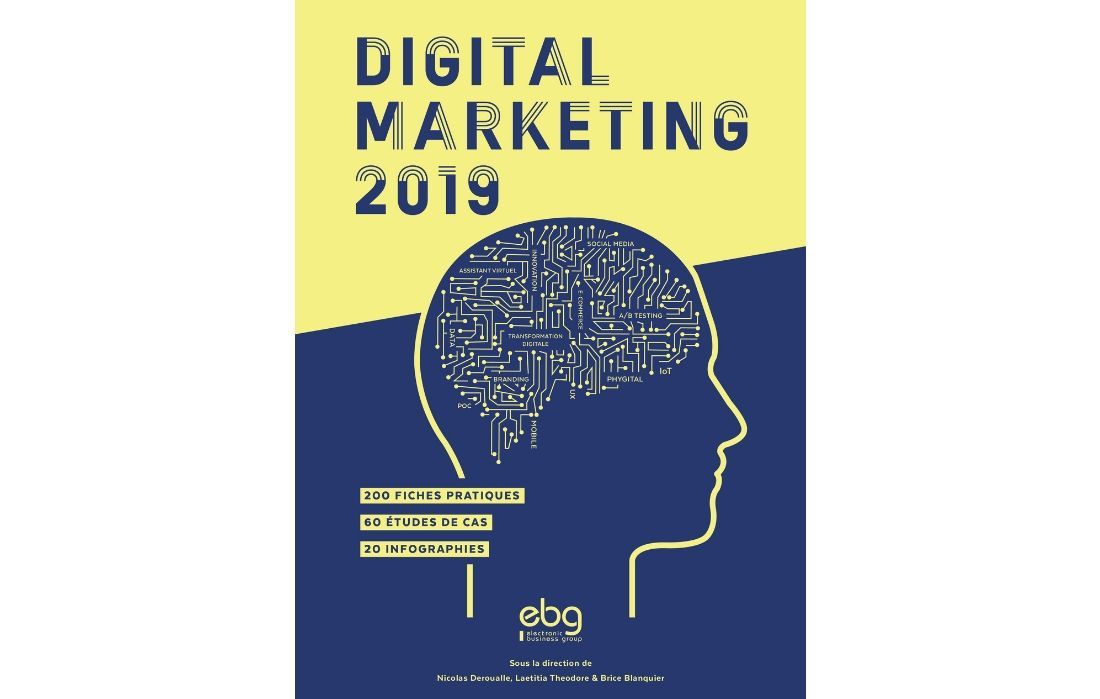 DIGITAL
MARKETING
2019
SOCIAL MEDIA
INNOVATION
ASSISTANT VIRTUEL
E-COMMERCE
A/B TESTING
DATA
TRANSFORMATION
DIGITALE
IoT
BRANDING
PHYGITAL
UX
POC
MOBILE
200 FICHES PRATIQUES
60 ÉTUDES DE CAS
20 INFOGRAPHIES
ebg
electronic
business group
Sous la direction de
Nicolas Deroualle, Laetitia Theodore & Brice Blanquier